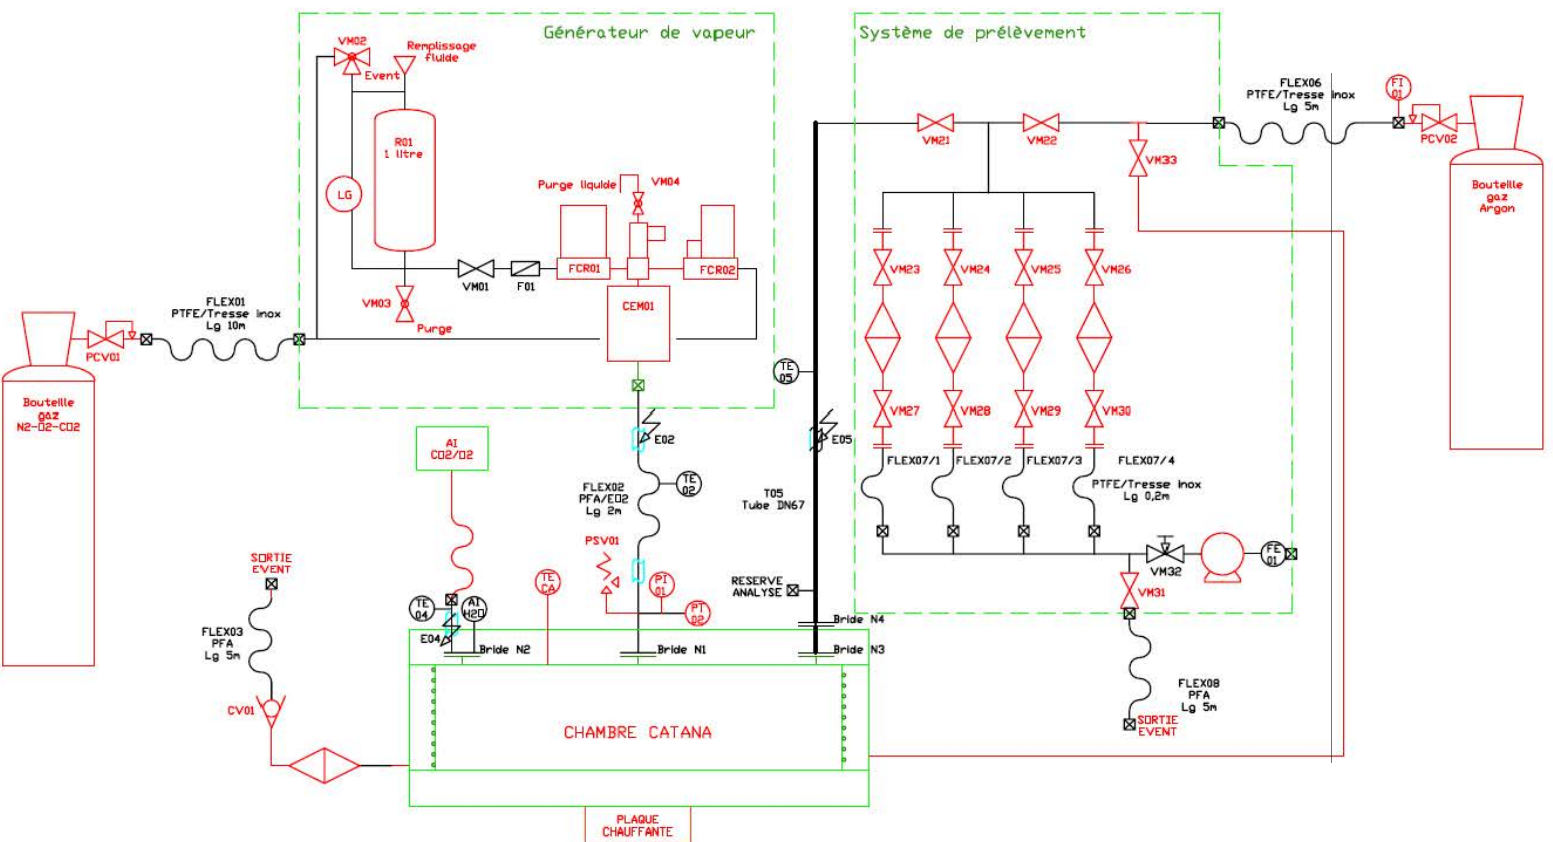 Générateur de vapeur
Système de prélèvement
VM02
Remplissage
fluide
Event
R01
1 litre
LG
VM03
Purge
VM01
F01
Purge liquide
VM04
FCR01
FCR02
CEM01
FLEX01
PTFE/Tresse inox
Lg 10m
PCV01
Bouteille
gaz
N2-O2-CO2
VM21
VM22
VM33
FLEX06
PTFE/Tresse inox
Lg 5m
FI
01
PCV02
Bouteille
gaz
Argon
VM23
VM24
VM25
VM26
VM27
VM28
VM29
VM30
TE
05
E05
FLEX07/1
FLEX07/2
FLEX07/3
FLEX07/4
PTFE/Tresse inox
Lg 0,2m
T05
Tube DN67
VM32
FE
01
VM31
RESERVE
ANALYSE
Bride N4
Bride N3
FLEX08
PFA
Lg 5m
SORTIE
EVENT
AI
CO2/O2
E02
FLEX02
PFA/E02
Lg 2m
TE
02
PSV01
PI
01
PT
02
TE
CA
TE
04
AI
H2O
E04
Bride N2
Bride N1
SORTIE
EVENT
FLEX03
PFA
Lg 5m
CV01
CHAMBRE CATANA
PLAQUE
CHAUFFANTE